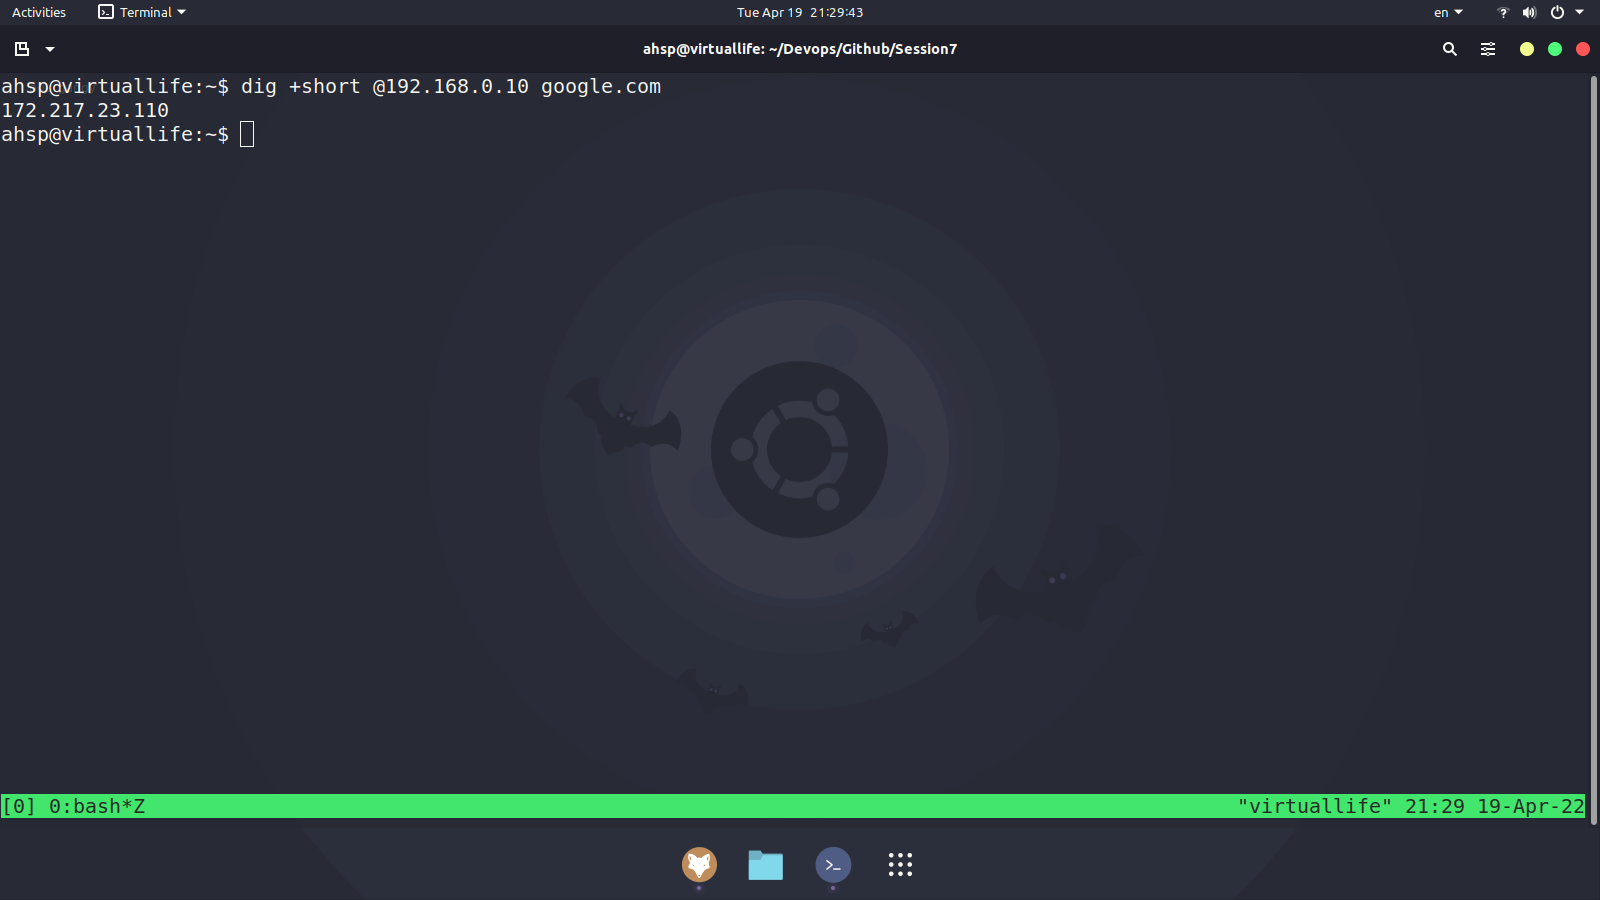 Activities Terminal Tue Apr 19 21:29:43 en
ahsp@virtuallife: ~/Devops/Github/Session7
ahsp@virtuallife:~$ dig +short @192.168.0.10 google.com
172.217.23.110
ahsp@virtuallife:~$
[0] 0:bash*Z "virtuallife" 21:29 19-Apr-22